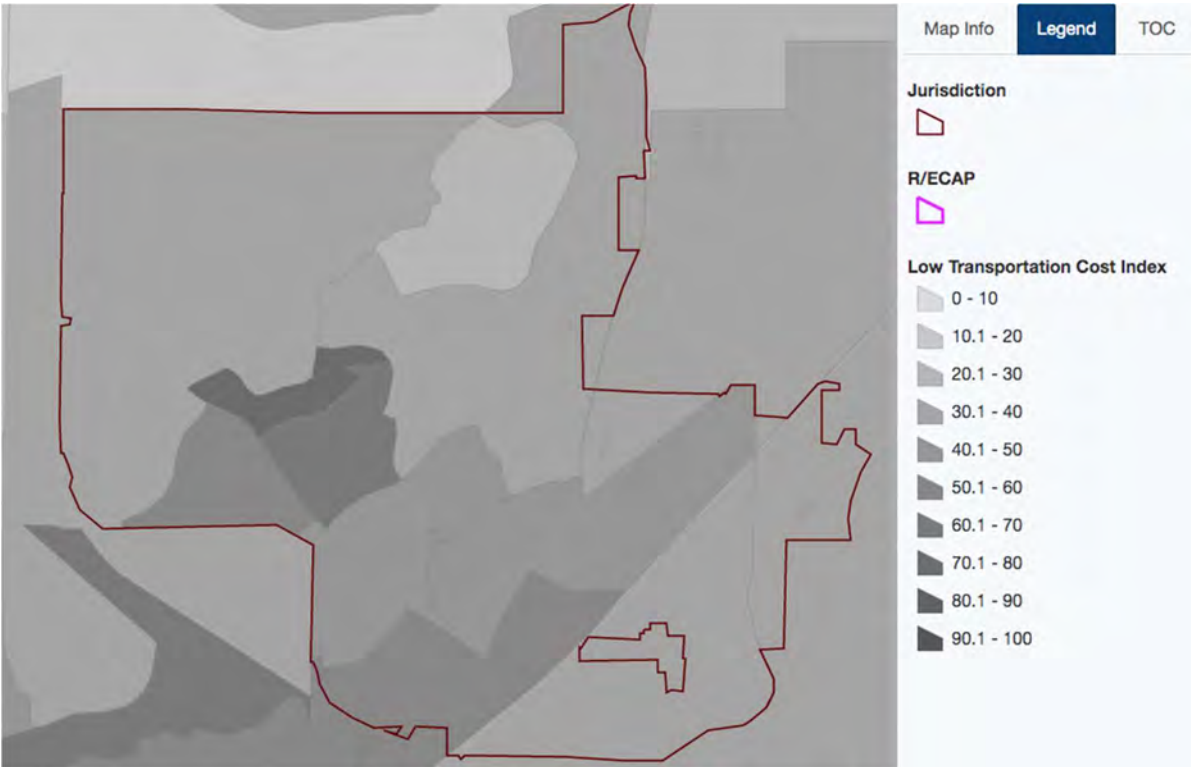 Map Info Legend TOC
Jurisdiction
R/ECAP
Low Transportation Cost Index
0 - 10
10.1 - 20
20.1 - 30
30.1 - 40
40.1 - 50
50.1 - 60
60.1 - 70
70.1 - 80
80.1 - 90
90.1 - 100